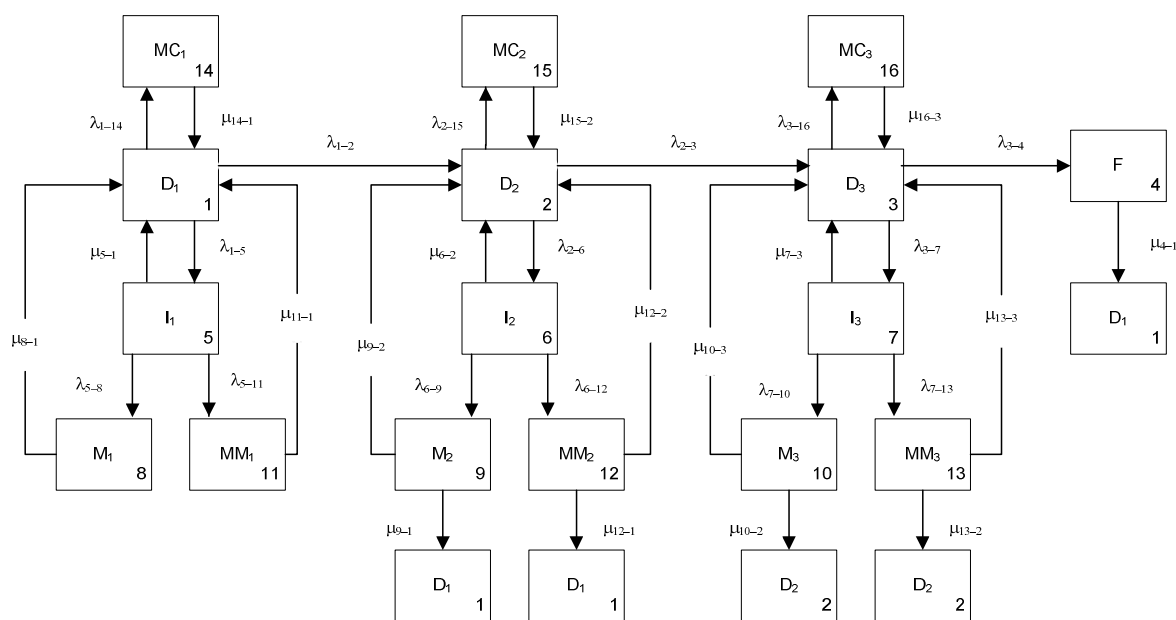 MC₁
14
MC₂
15
MC₃
16
λ₁₋₁₄
μ₁₄₋₁
λ₂₋₁₅
μ₁₅₋₂
λ₃₋₁₆
μ₁₆₋₃
λ₁₋₂
λ₂₋₃
λ₃₋₄
D₁
1
D₂
2
D₃
3
F
4
μ₅₋₁
λ₁₋₅
μ₆₋₂
λ₂₋₆
μ₇₋₃
λ₃₋₇
μ₄₋₁
I₁
5
I₂
6
I₃
7
D₁
1
μ₈₋₁
μ₁₁₋₁
μ₉₋₂
μ₁₂₋₂
μ₁₀₋₃
μ₁₃₋₃
λ₅₋₈
λ₅₋₁₁
λ₆₋₉
λ₆₋₁₂
λ₇₋₁₀
λ₇₋₁₃
M₁
8
MM₁
11
M₂
9
MM₂
12
M₃
10
MM₃
13
μ₉₋₁
μ₁₂₋₁
μ₁₀₋₂
μ₁₃₋₂
D₁
1
D₁
1
D₂
2
D₂
2